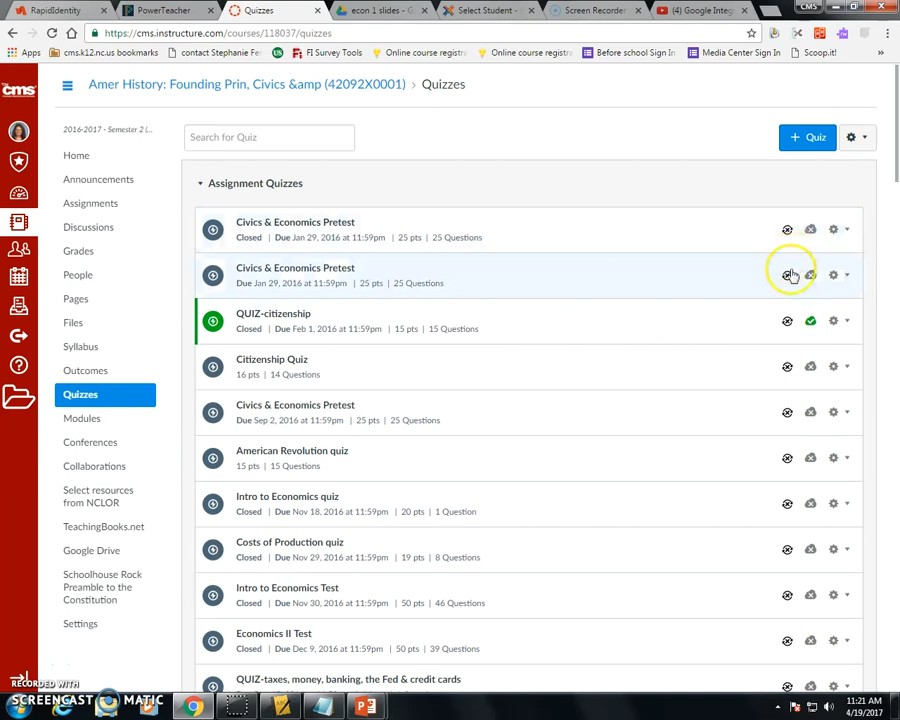 RapidIdentity
PowerTeacher
Quizzes
econ 1 slides -
Select Student -
Screen Recorder
(4) Google Integ
CMS
https://cms.instructure.com/courses/118037/quizzes
Apps
cms.k12.nc.us bookmarks
contact Stephanie Fer
FI Survey Tools
Online course registra
Online course registra
Before school Sign In
Media Center Sign In
Scoop.it!
cms
Amer History: Founding Prin, Civics &amp (42092X0001) › Quizzes
2016-2017 - Semester 2 (...
Home
Announcements
Assignments
Discussions
Grades
People
Pages
Files
Syllabus
Outcomes
Quizzes
Modules
Conferences
Collaborations
Select resources
from NCLOR
TeachingBooks.net
Google Drive
Schoolhouse Rock
Preamble to the
Constitution
Settings
Search for Quiz
+ Quiz
Assignment Quizzes
Civics & Economics Pretest
Closed | Due Jan 29, 2016 at 11:59pm | 25 pts | 25 Questions
Civics & Economics Pretest
Due Jan 29, 2016 at 11:59pm | 25 pts | 25 Questions
QUIZ-citizenship
Closed | Due Feb 1, 2016 at 11:59pm | 15 pts | 15 Questions
Citizenship Quiz
16 pts | 14 Questions
Civics & Economics Pretest
Due Sep 2, 2016 at 11:59pm | 25 pts | 25 Questions
American Revolution quiz
15 pts | 15 Questions
Intro to Economics quiz
Closed | Due Nov 18, 2016 at 11:59pm | 20 pts | 1 Question
Costs of Production quiz
Closed | Due Nov 29, 2016 at 11:59pm | 19 pts | 8 Questions
Intro to Economics Test
Closed | Due Nov 30, 2016 at 11:59pm | 50 pts | 46 Questions
Economics II Test
Closed | Due Dec 9, 2016 at 11:59pm | 50 pts | 39 Questions
QUIZ-taxes, money, banking, the Fed & credit cards
RECORDED WITH
SCREENCAST MATIC
11:21 AM
4/19/2017